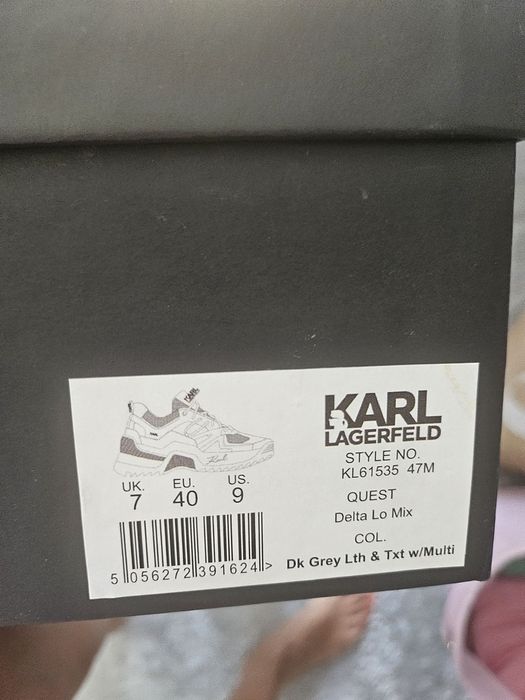 KARL
LAGERFELD
STYLE NO.
KL61535 47M
QUEST
Delta Lo Mix
COL.
Dk Grey Lth & Txt w/Multi
UK. EU. US.
7 40 9
5 056272 391624 >